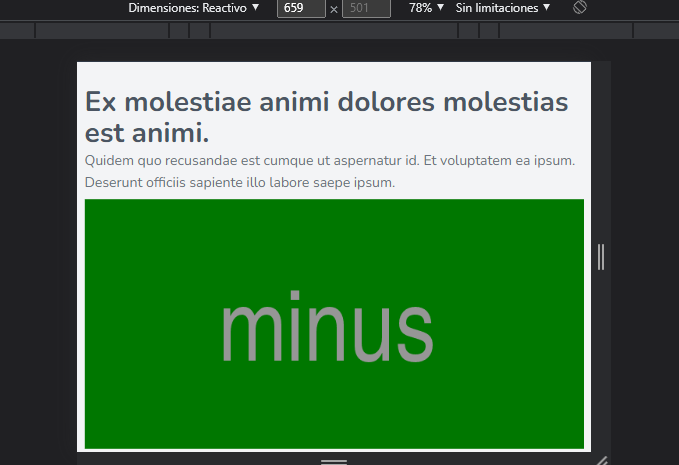 Dimensiones: Reactivo ▼ 659 × 501 78% ▼ Sin limitaciones ▼
Ex molestiae animi dolores molestias
est animi.
Quidem quo recusandae est cumque ut aspernatur id. Et voluptatem ea ipsum.
Deserunt officiis sapiente illo labore saepe ipsum.
minus